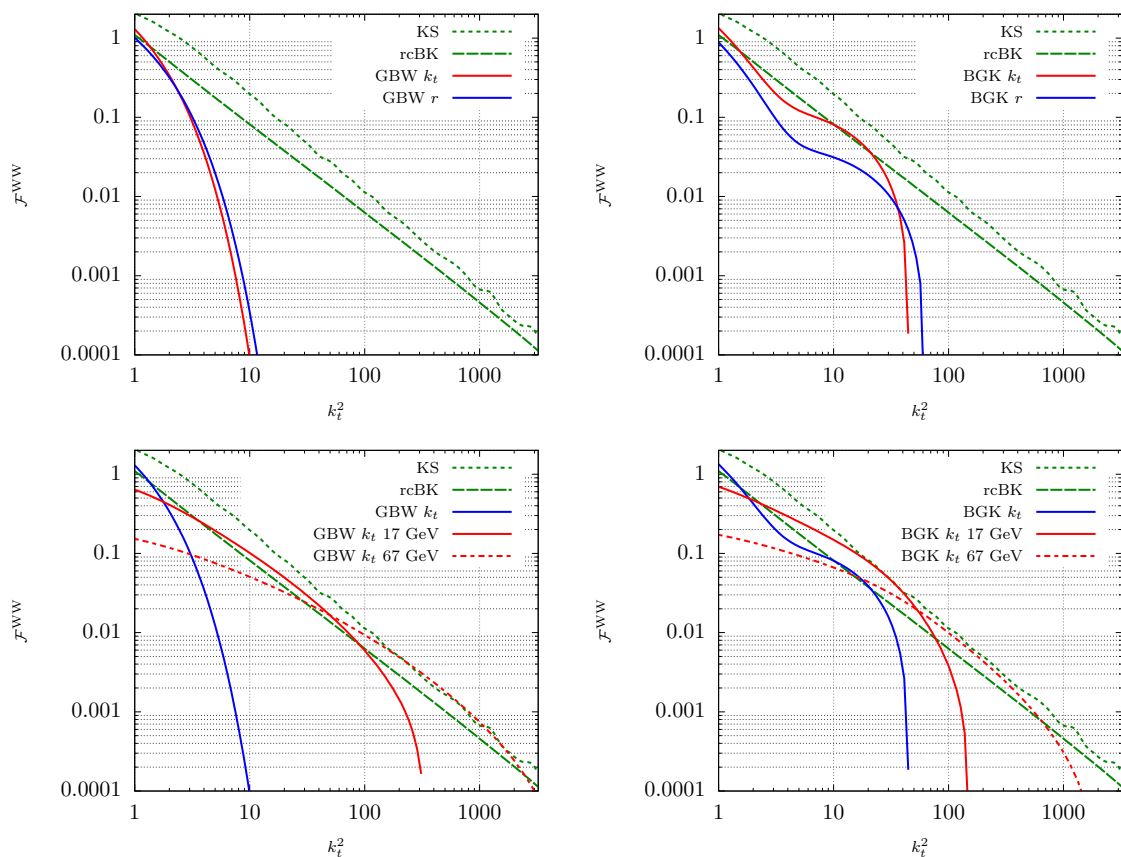 KS
rcBK
GBW k_t
GBW r
1
0.1
0.01
0.001
0.0001
1
10
100
1000
F^WW
k_t^2
KS
rcBK
BGK k_t
BGK r
1
0.1
0.01
0.001
0.0001
1
10
100
1000
F^WW
k_t^2
KS
rcBK
GBW k_t
GBW k_t 17 GeV
GBW k_t 67 GeV
1
0.1
0.01
0.001
0.0001
1
10
100
1000
F^WW
k_t^2
KS
rcBK
BGK k_t
BGK k_t 17 GeV
BGK k_t 67 GeV
1
0.1
0.01
0.001
0.0001
1
10
100
1000
F^WW
k_t^2